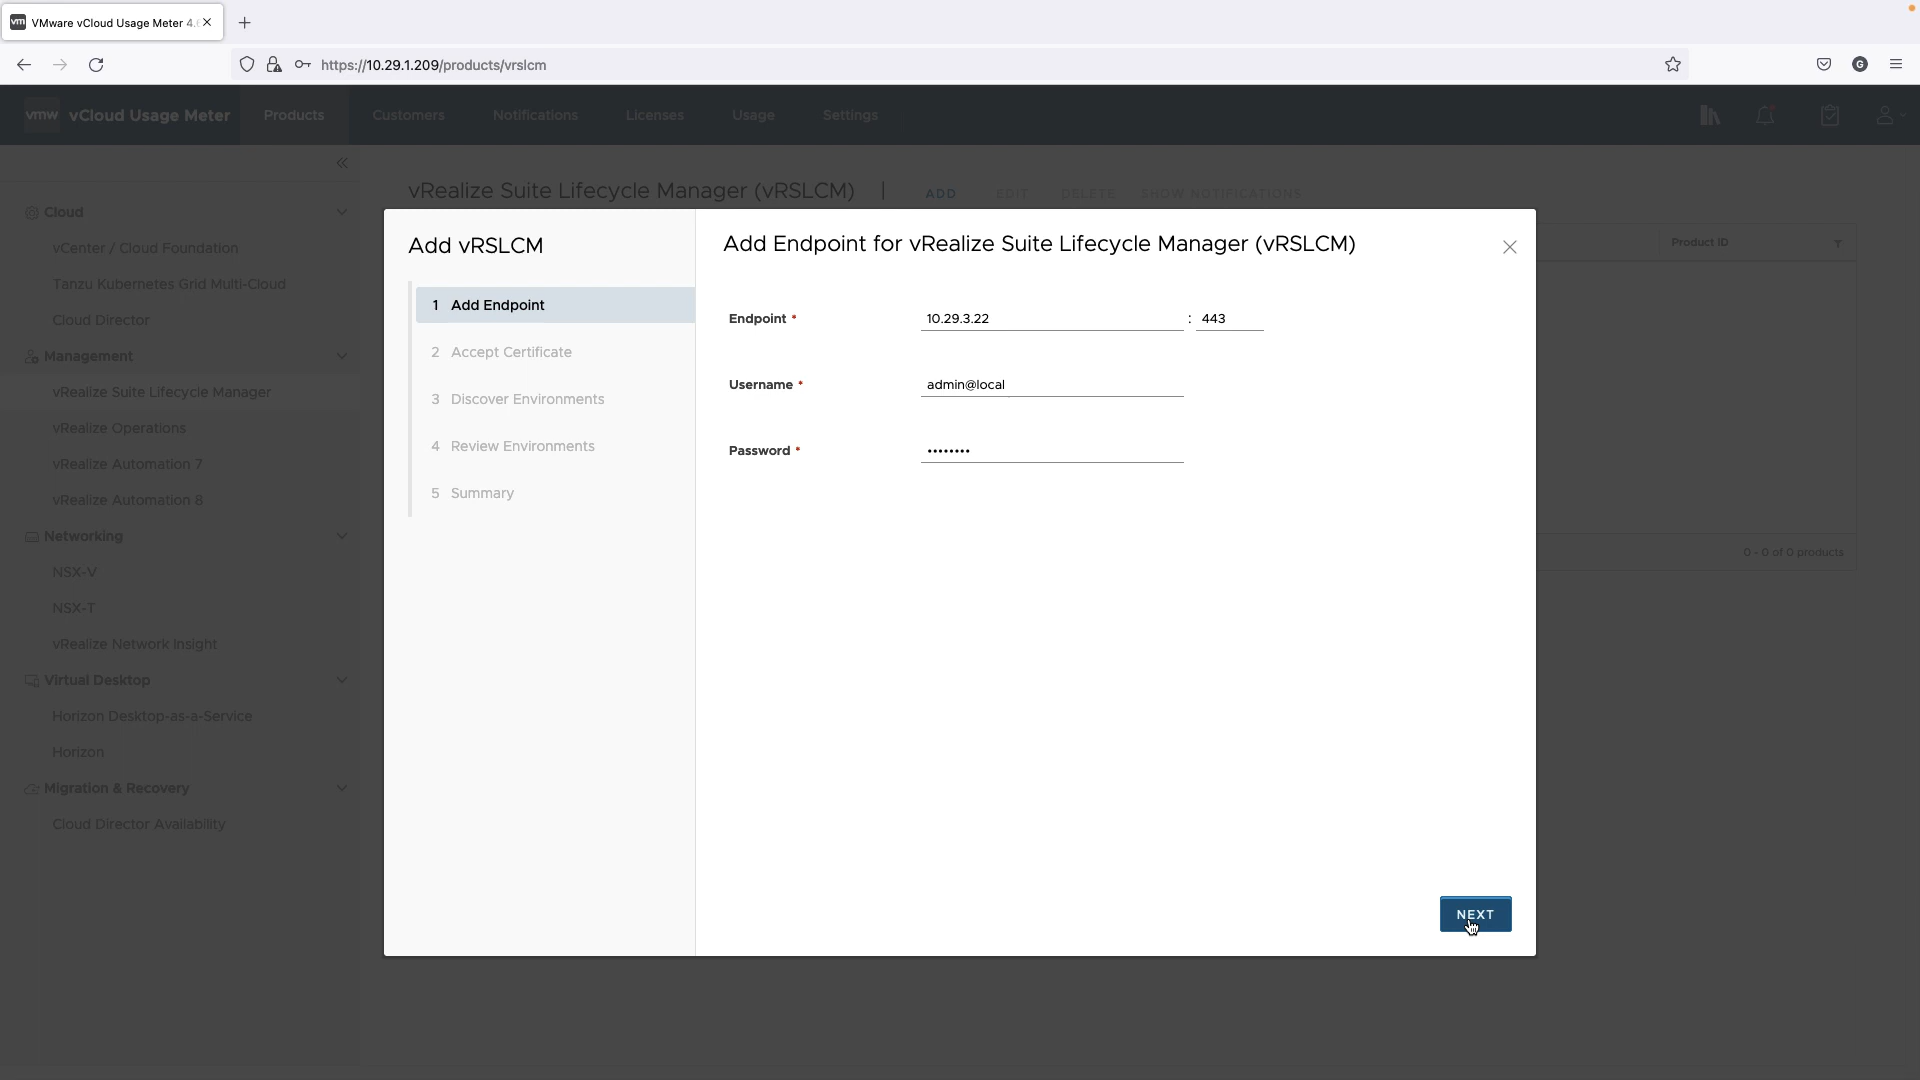 vm VMware vCloud Usage Meter 4.
https://10.29.1.209/products/vrslcm
G
vmw vCloud Usage Meter
Products
Customers
Notifications
Licenses
Usage
Settings
vRealize Suite Lifecycle Manager (vRSLCM) | ADD EDIT DELETE SHOW NOTIFICATIONS
Cloud
vCenter / Cloud Foundation
Tanzu Kubernetes Grid Multi-Cloud
Cloud Director
Management
vRealize Suite Lifecycle Manager
vRealize Operations
vRealize Automation 7
vRealize Automation 8
Networking
NSX-V
NSX-T
vRealize Network Insight
Virtual Desktop
Horizon Desktop-as-a-Service
Horizon
Migration & Recovery
Cloud Director Availability
Add vRSLCM
1 Add Endpoint
2 Accept Certificate
3 Discover Environments
4 Review Environments
5 Summary
Add Endpoint for vRealize Suite Lifecycle Manager (vRSLCM)
Endpoint * 10.29.3.22 : 443
Username * admin@local
Password * ••••••••
NEXT
Product ID
0 - 0 of 0 products